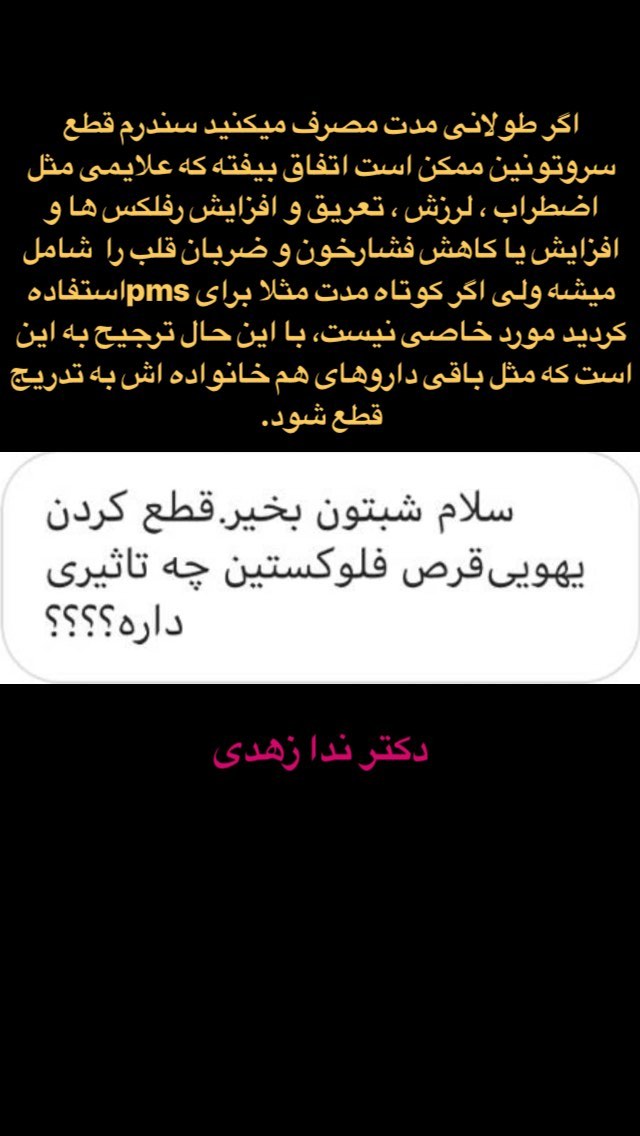 اگر طولانی مدت مصرف میکنید سندرم قطع
سروتونین ممکن است اتفاق بیفته که علایمی مثل
اضطراب ، لرزش ، تعریق و افزایش رفلکس ها و
افزایش یا کاهش فشارخون و ضربان قلب را  شامل
میشه ولی اگر کوتاه مدت مثلا برای pmsاستفاده
کردید مورد خاصی نیست، با این حال ترجیح به این
است که مثل باقی داروهای هم خانواده اش به تدریج
قطع شود.
سلام شبتون بخیر.قطع کردن
یهویی‌قرص فلوکستین چه تاثیری
داره؟؟؟؟
دکتر ندا زهدی